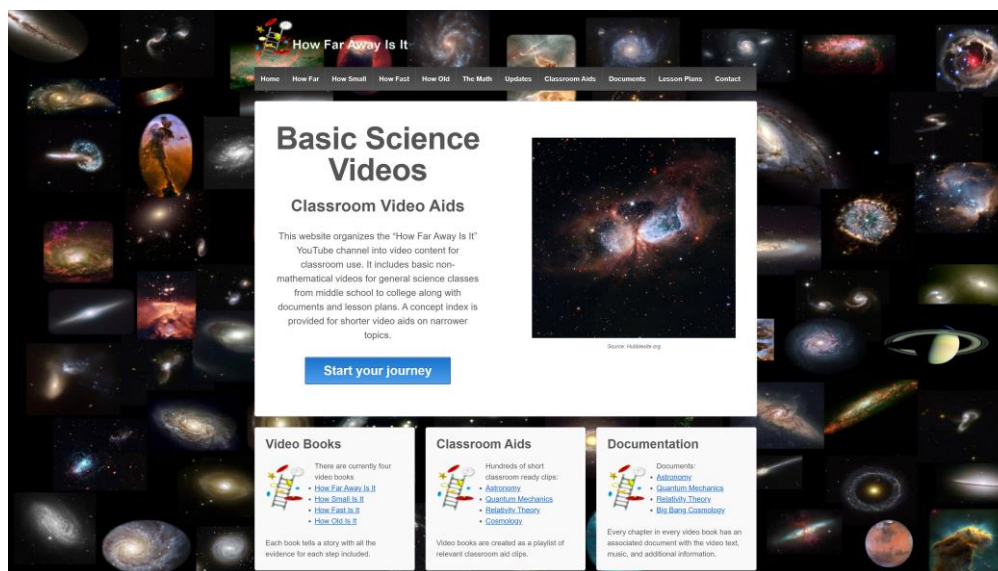 How Far Away Is It
Home How Far How Small How Fast How Old The Math Updates Classroom Aids Documents Lesson Plans Contact
Basic Science
Videos
Classroom Video Aids
This website organizes the “How Far Away Is It”
YouTube channel into video content for
classroom use. It includes basic non-
mathematical videos for general science classes
from middle school to college along with
documents and lesson plans. A concept index is
provided for shorter video aids on narrower
topics.
Start your journey
Source: Hubblesite.org
Video Books
There are currently four
video books
• How Far Away Is It
• How Small Is It
• How Fast Is It
• How Old Is It
Each book tells a story with all the
evidence for each step included.
Classroom Aids
Hundreds of short
classroom ready clips:
• Astronomy
• Quantum Mechanics
• Relativity Theory
• Cosmology
Video books are created as a playlist of
relevant classroom aid clips.
Documentation
Documents:
• Astronomy
• Quantum Mechanics
• Relativity Theory
• Big Bang Cosmology
Every chapter in every video book has an
associated document with the video text,
music, and additional information.